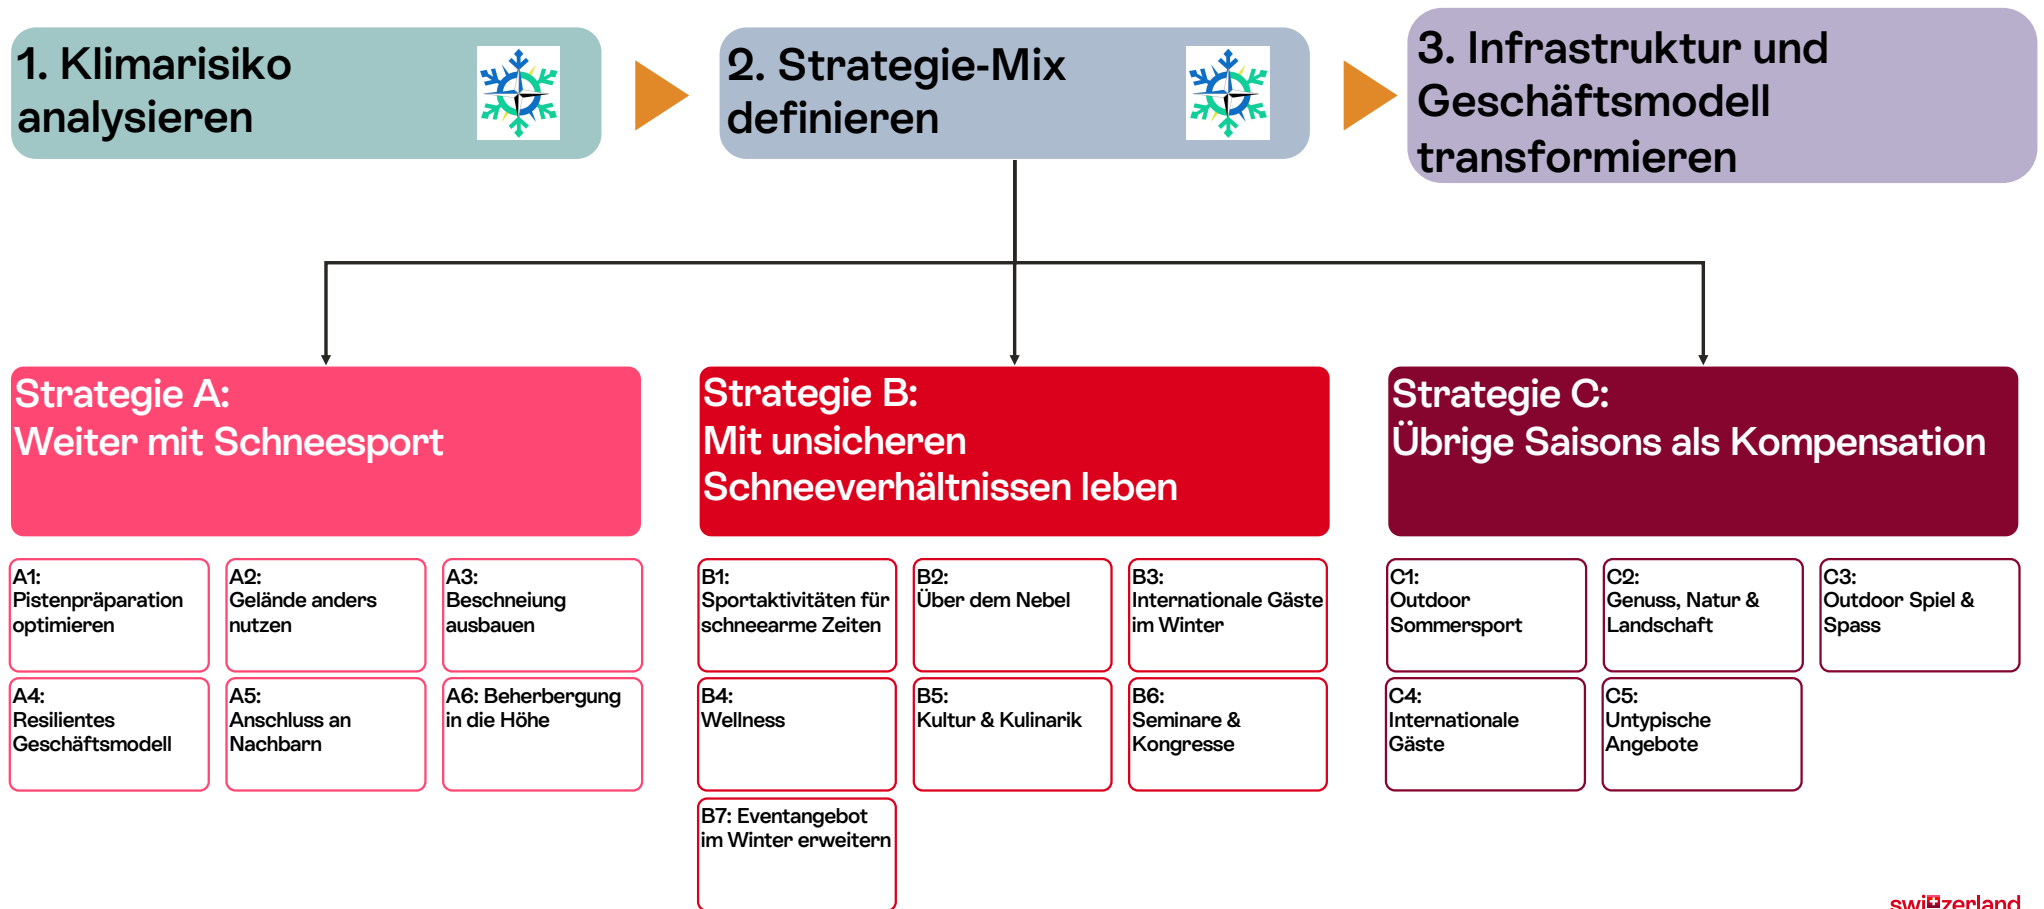 1. Klimarisiko
analysieren
2. Strategie-Mix
definieren
3. Infrastruktur und
Geschäftsmodell
transformieren
Strategie A:
Weiter mit Schneesport
Strategie B:
Mit unsicheren
Schneeverhältnissen leben
Strategie C:
Übrige Saisons als Kompensation
A1:
Pistenpräparation
optimieren
A2:
Gelände anders
nutzen
A3:
Beschneiung
ausbauen
A4:
Resilientes
Geschäftsmodell
A5:
Anschluss an
Nachbarn
A6: Beherbergung
in die Höhe
B1:
Sportaktivitäten für
schneearme Zeiten
B2:
Über dem Nebel
B3:
Internationale Gäste
im Winter
B4:
Wellness
B5:
Kultur & Kulinarik
B6:
Seminare &
Kongresse
B7: Eventangebot
im Winter erweitern
C1:
Outdoor
Sommersport
C2:
Genuss, Natur &
Landschaft
C3:
Outdoor Spiel &
Spass
C4:
Internationale
Gäste
C5:
Untypische
Angebote
switzerland